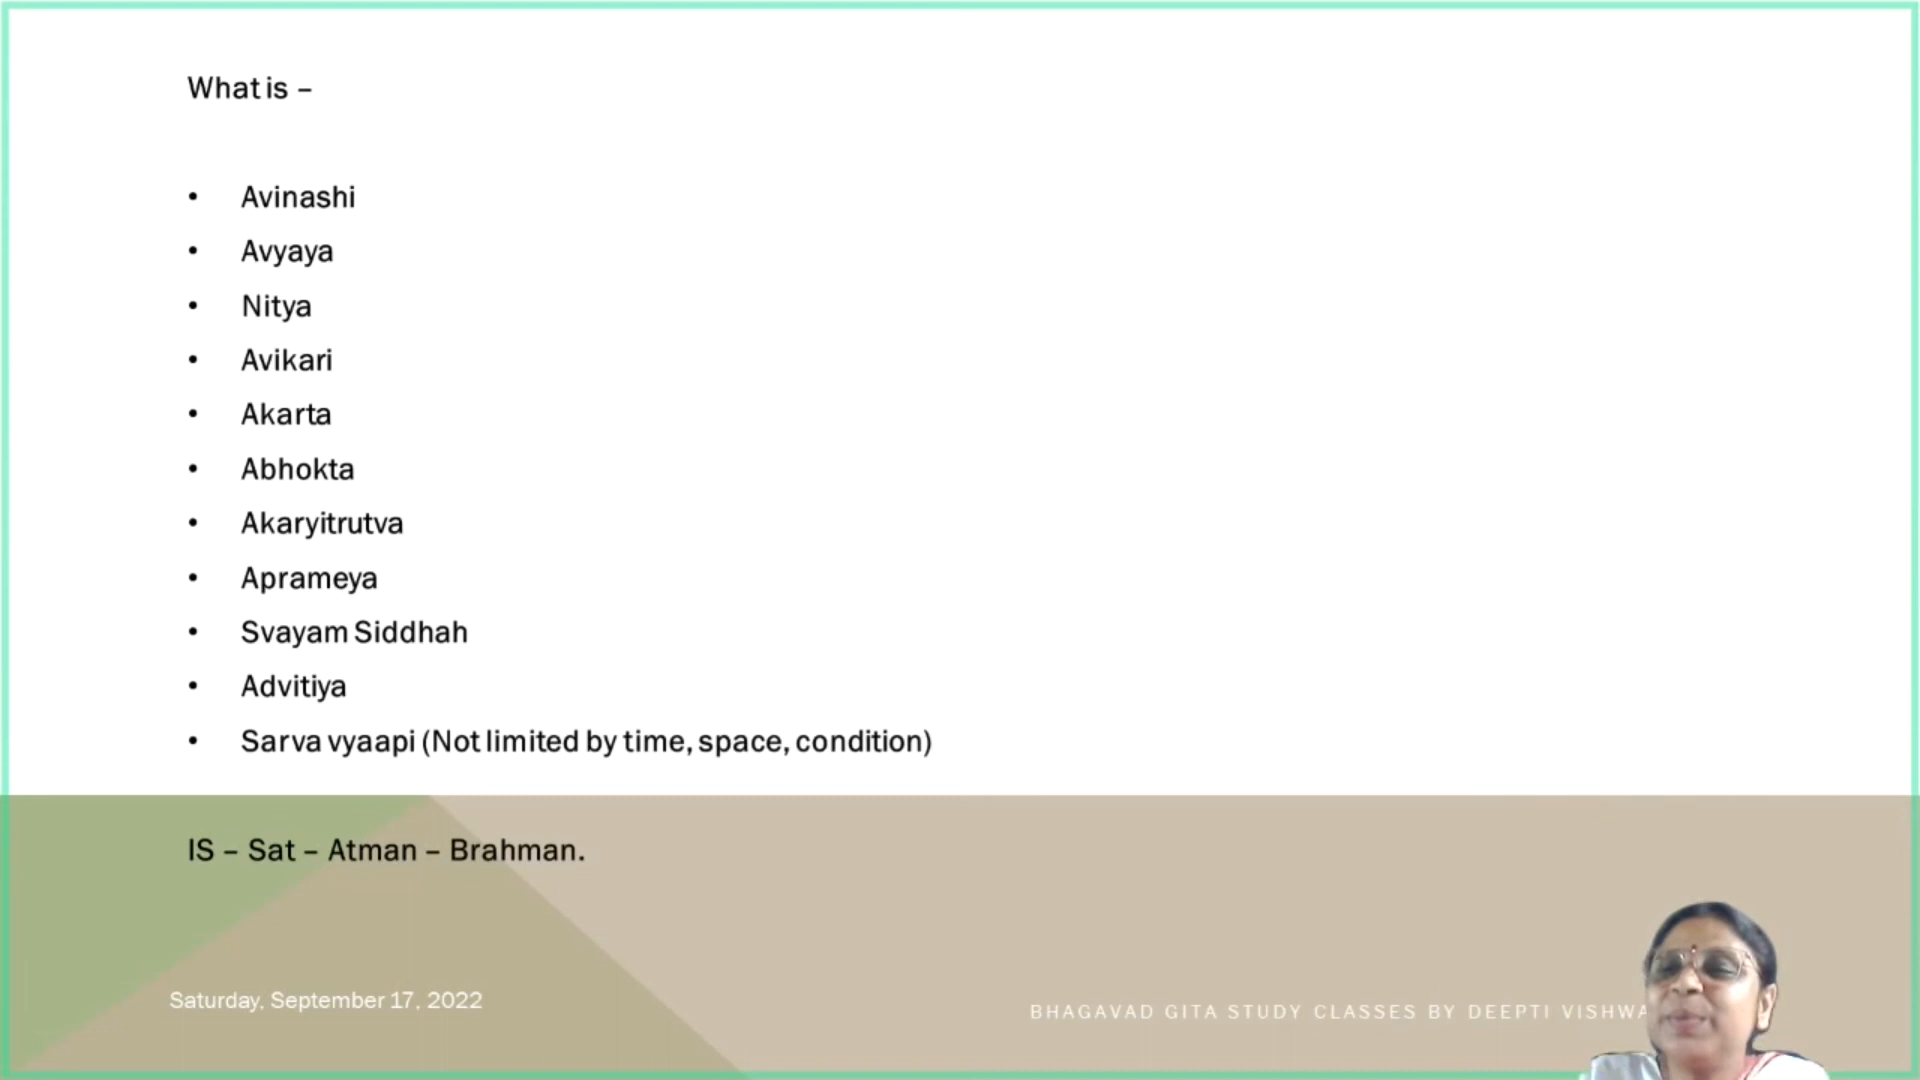 What is –
• Avinashi
• Avyaya
• Nitya
• Avikari
• Akarta
• Abhokta
• Akaryitrutva
• Aprameya
• Svayam Siddhah
• Advitiya
• Sarva vyaapi (Not limited by time, space, condition)
IS – Sat – Atman – Brahman.
Saturday, September 17, 2022
BHAGAVAD GITA STUDY CLASSES BY DEEPTI